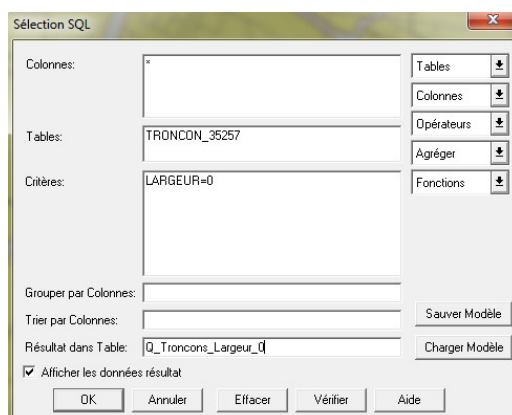 Sélection SQL
Colonnes: * Tables
Colonnes
Opérateurs
Tables: TRONCON_35257
Agréger
Critères: LARGEUR=0 Fonctions
Grouper par Colonnes:
Trier par Colonnes: Sauver Modèle
Résultat dans Table: Q_Troncons_Largeur_0 Charger Modèle
Afficher les données résultat
OK Annuler Effacer Vérifier Aide